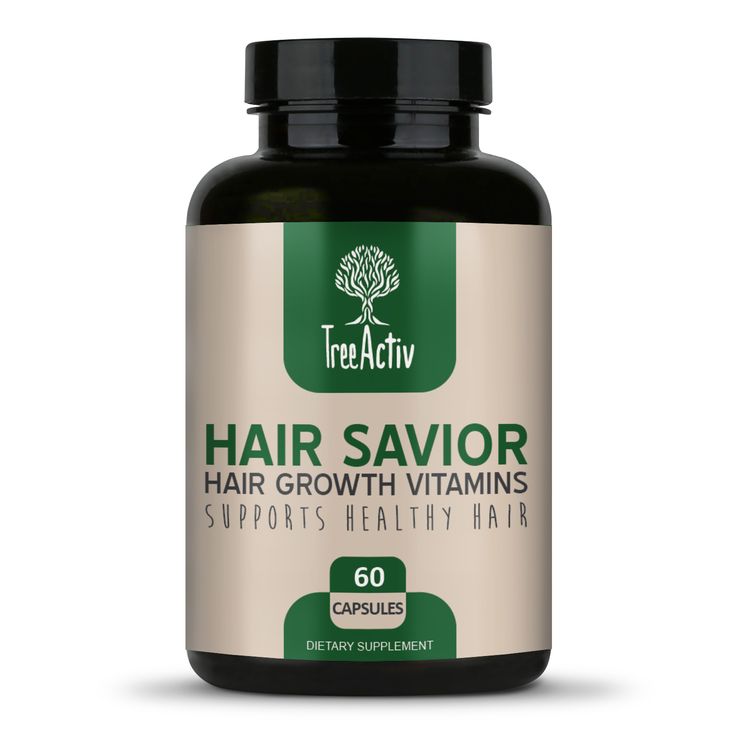 TreeActiv
HAIR SAVIOR
HAIR GROWTH VITAMINS
SUPPORTS HEALTHY HAIR
60
CAPSULES
DIETARY SUPPLEMENT